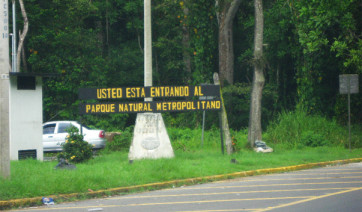 USTED ESTA ENTRANDO AL
PARQUE NATURAL METROPOLITANO